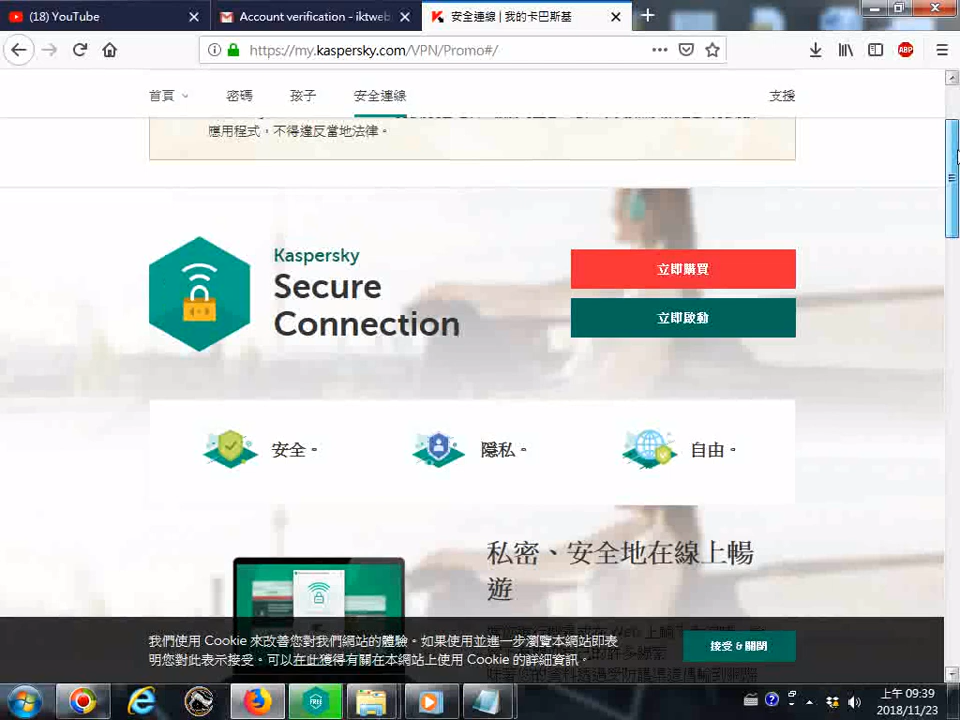 (18) YouTube
Account verification - iktweb
安全連線 | 我的卡巴斯基
https://my.kaspersky.com/VPN/Promo#/
ABP
首頁
密碼
孩子
安全連線
支援
應用程式，不得違反當地法律。
Kaspersky
Secure
Connection
立即購買
立即啟動
安全。
隱私。
自由。
私密、安全地在線上暢
遊
我們使用 Cookie 來改善您對我們網站的體驗。如果使用並進一步瀏覽本網站即表
明您對此表示接受。可以在此獲得有關在本網站上使用 Cookie 的詳細資訊。
接受 & 關閉
FREE
上午 09:39
2018/11/23